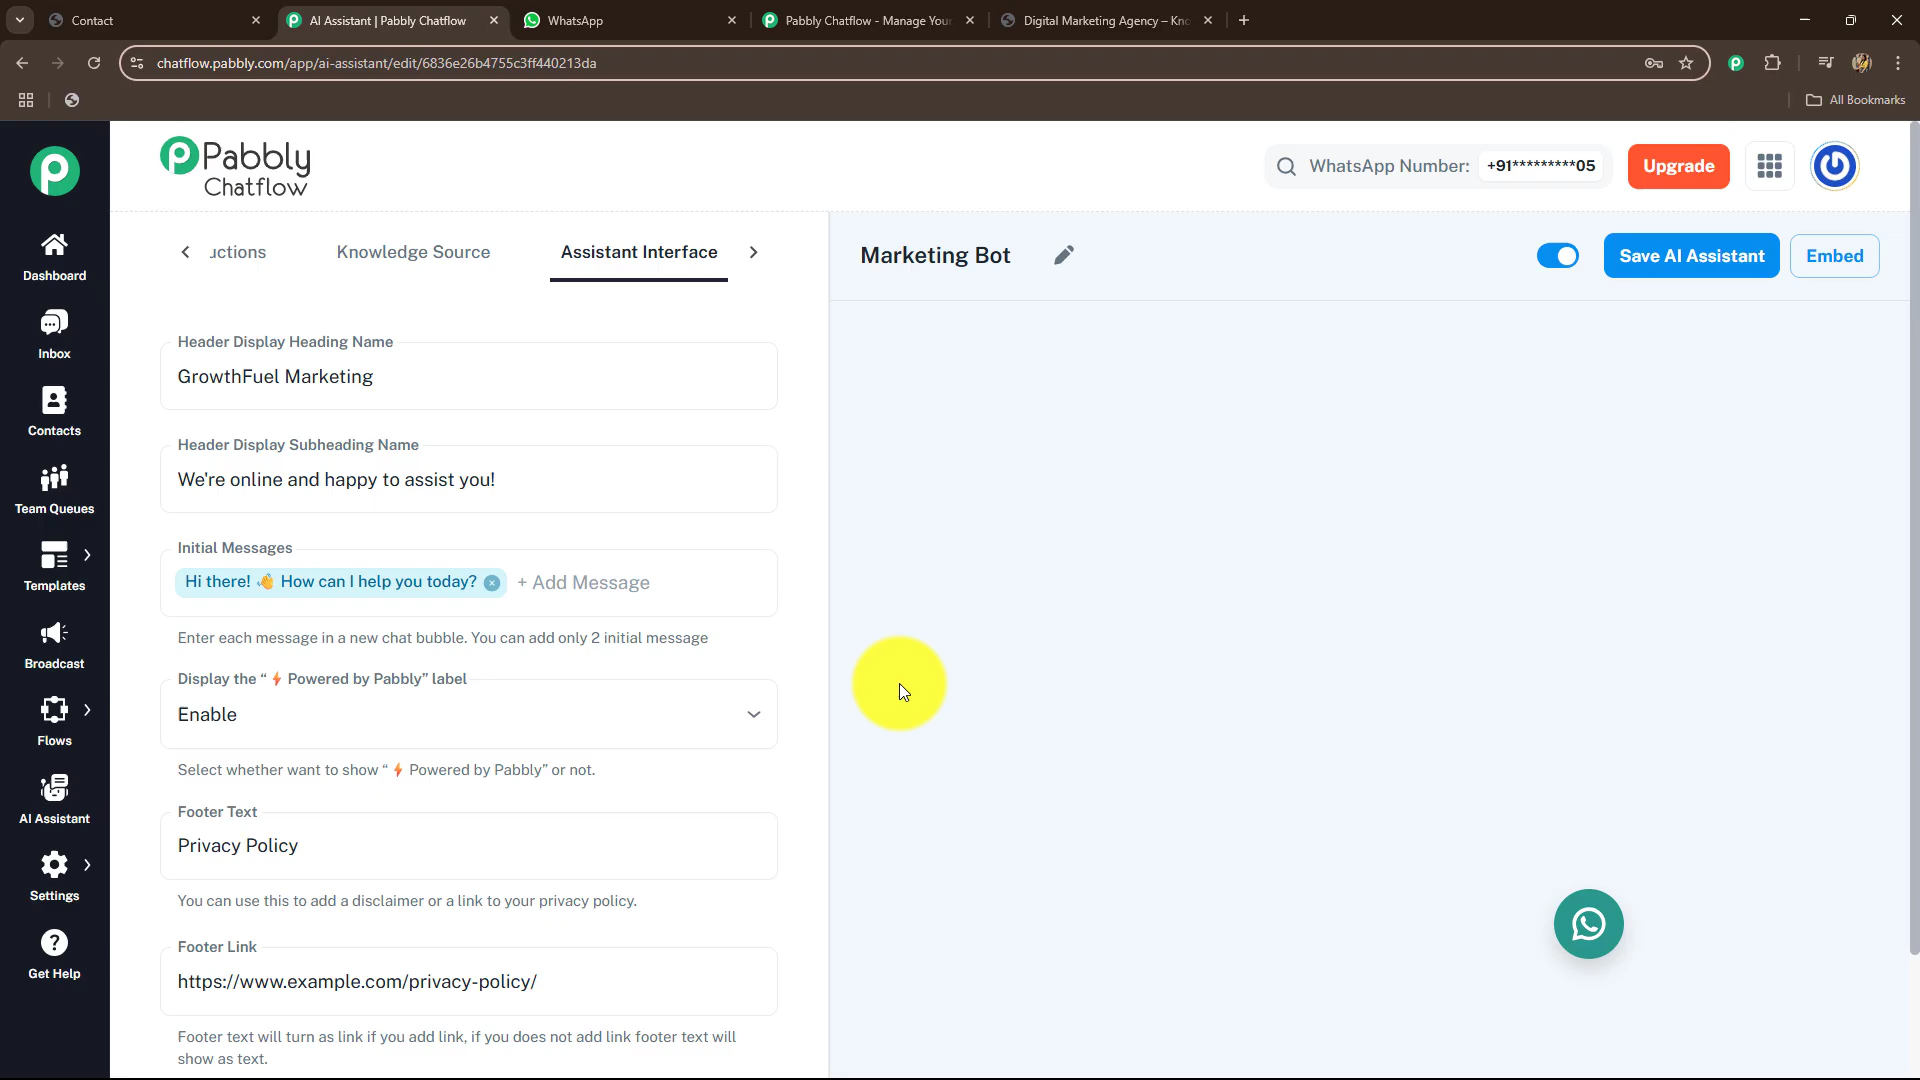 Contact
AI Assistant | Pabbly Chatflow
WhatsApp
Pabbly Chatflow - Manage Your
Digital Marketing Agency – Kno
chatflow.pabbly.com/app/ai-assistant/edit/6836e26b4755c3ff440213da
All Bookmarks
Pabbly
Chatflow
WhatsApp Number: +91*********05
Upgrade
Dashboard
Inbox
Contacts
Team Queues
Templates
Broadcast
Flows
AI Assistant
Settings
Get Help
uctions
Knowledge Source
Assistant Interface
Header Display Heading Name
GrowthFuel Marketing
Header Display Subheading Name
We're online and happy to assist you!
Initial Messages
Hi there! 👋 How can I help you today? + Add Message
Enter each message in a new chat bubble. You can add only 2 initial message
Display the “⚡Powered by Pabbly” label
Enable
Select whether want to show “⚡Powered by Pabbly” or not.
Footer Text
Privacy Policy
You can use this to add a disclaimer or a link to your privacy policy.
Footer Link
https://www.example.com/privacy-policy/
Footer text will turn as link if you add link, if you does not add link footer text will
show as text.
Marketing Bot
Save AI Assistant
Embed